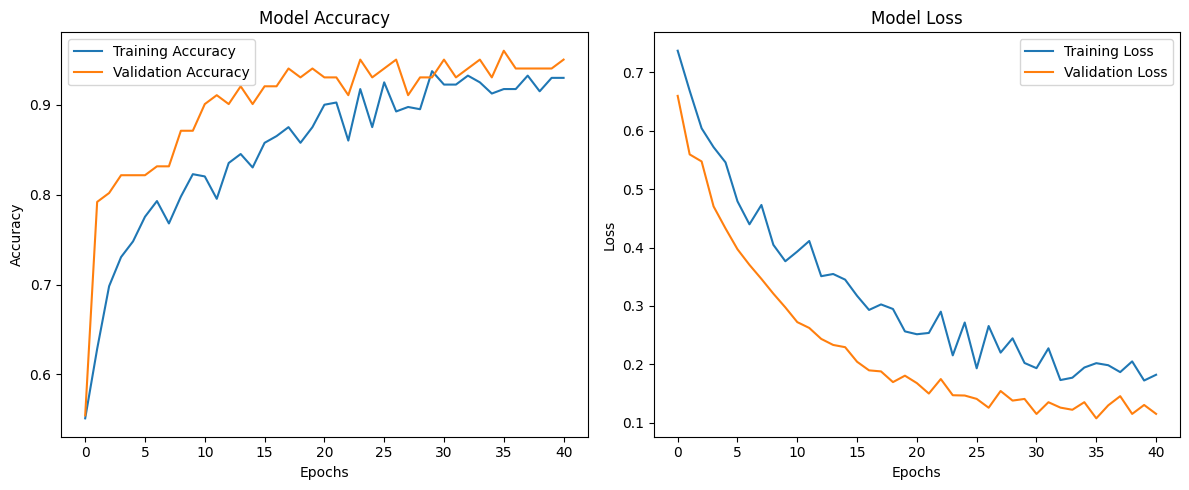 Model Accuracy
Training Accuracy
Validation Accuracy
0.9
0.8
0.7
0.6
Accuracy
0 5 10 15 20 25 30 35 40
Epochs
Model Loss
Training Loss
Validation Loss
0.7
0.6
0.5
0.4
0.3
0.2
0.1
Loss
0 5 10 15 20 25 30 35 40
Epochs